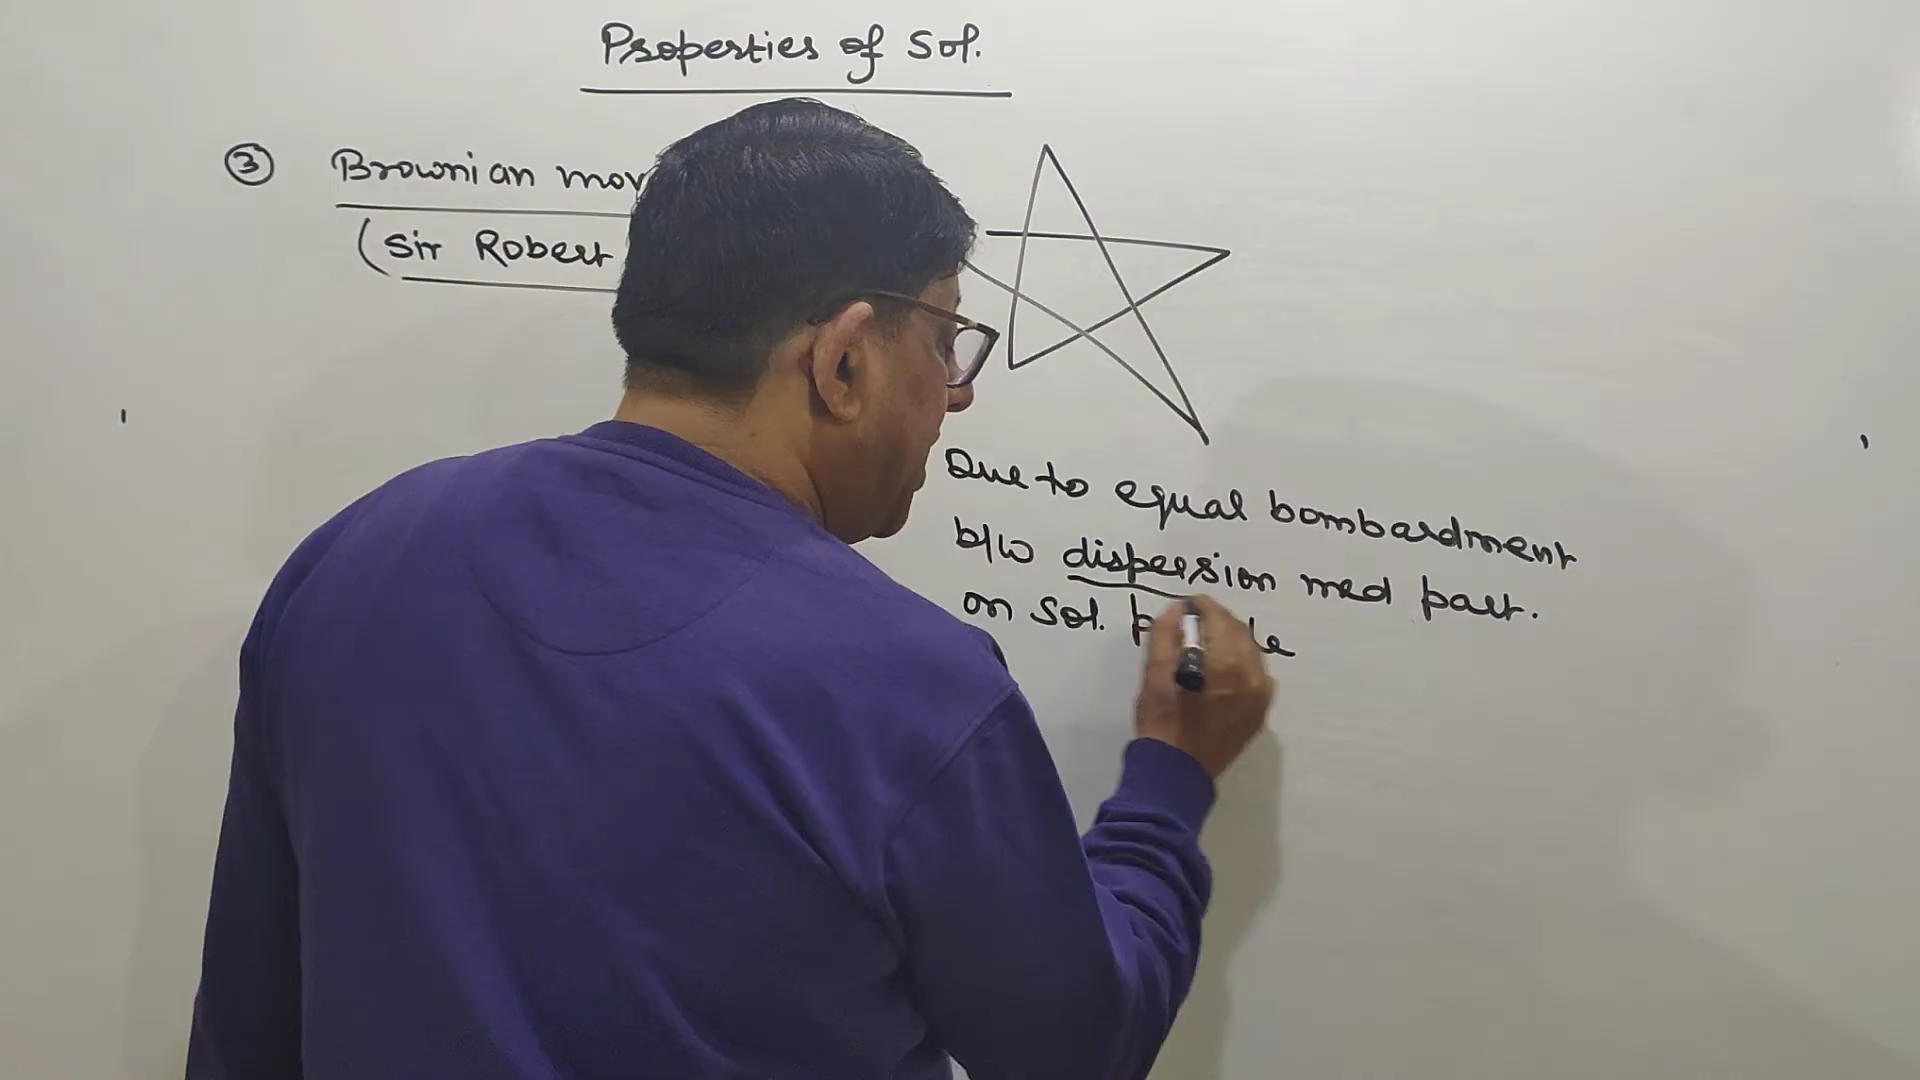 Properties of Sol.
③ Brownian mov
(Sir Robert
Due to equal bombardment
b/w dispersion med part.
on Sol.